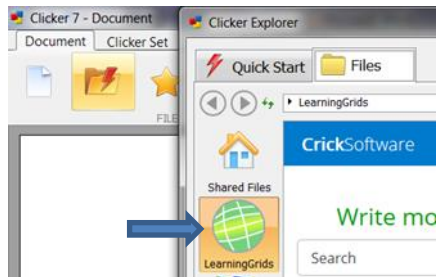 Clicker 7 - Document
Document Clicker Set
FILE
Clicker Explorer
Quick Start Files
LearningGrids
Shared Files
LearningGrids
CrickSoftware
Write mo
Search